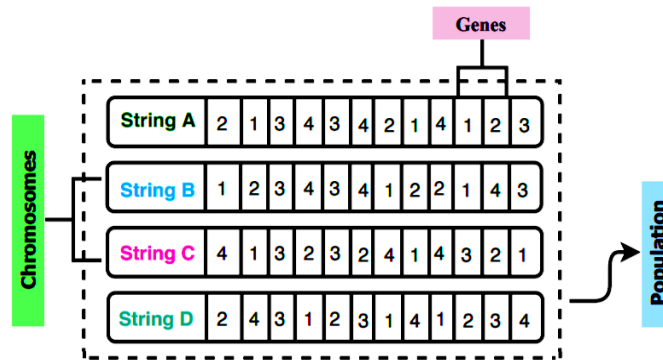 Genes
String A 2 1 3 4 3 4 2 1 4 1 2 3
String B 1 2 3 4 3 4 1 2 2 1 4 3
String C 4 1 3 2 3 2 4 1 4 3 2 1
String D 2 4 3 1 2 3 1 4 1 2 3 4
Chromosomes
Population